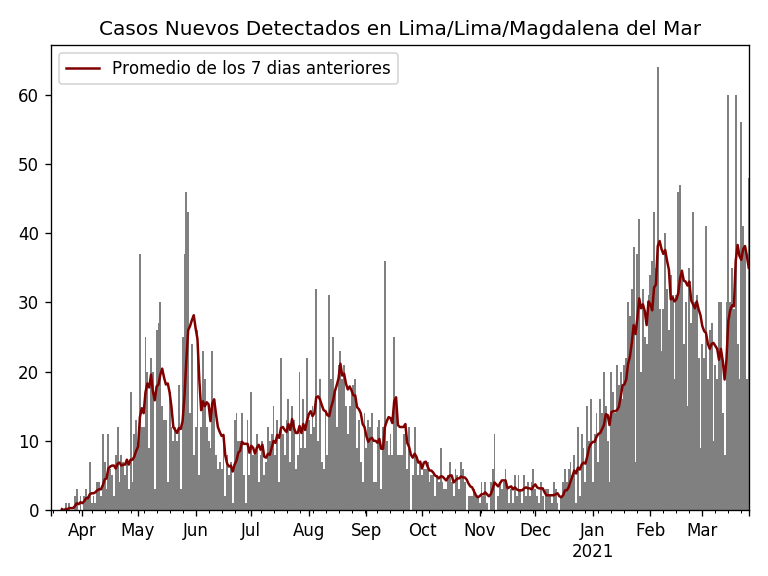 Casos Nuevos Detectados en Lima/Lima/Magdalena del Mar
Promedio de los 7 dias anteriores
60
50
40
30
20
10
0
Apr May Jun Jul Aug Sep Oct Nov Dec Jan Feb Mar
2021